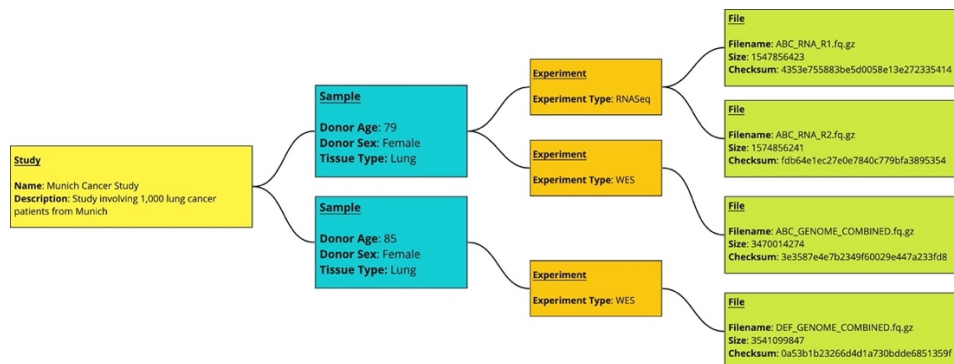 Study
Name: Munich Cancer Study
Description: Study involving 1,000 lung cancer
patients from Munich
Sample
Donor Age: 79
Donor Sex: Female
Tissue Type: Lung
Sample
Donor Age: 85
Donor Sex: Female
Tissue Type: Lung
Experiment
Experiment Type: RNASeq
Experiment
Experiment Type: WES
Experiment
Experiment Type: WES
File
Filename: ABC_RNA_R1.fq.gz
Size: 1547856423
Checksum: 4353e755883be5d0058e13e272335414
File
Filename: ABC_RNA_R2.fq.gz
Size: 1574856241
Checksum: fdb64e1ec27e0e7840c779bfa3895354
File
Filename: ABC_GENOME_COMBINED.fq.gz
Size: 3470014274
Checksum: 3e3587e4e7b2349f60029e447a233fd8
File
Filename: DEF_GENOME_COMBINED.fq.gz
Size: 3541099847
Checksum: 0a53b1b23266d4d1a730bdde6851359f